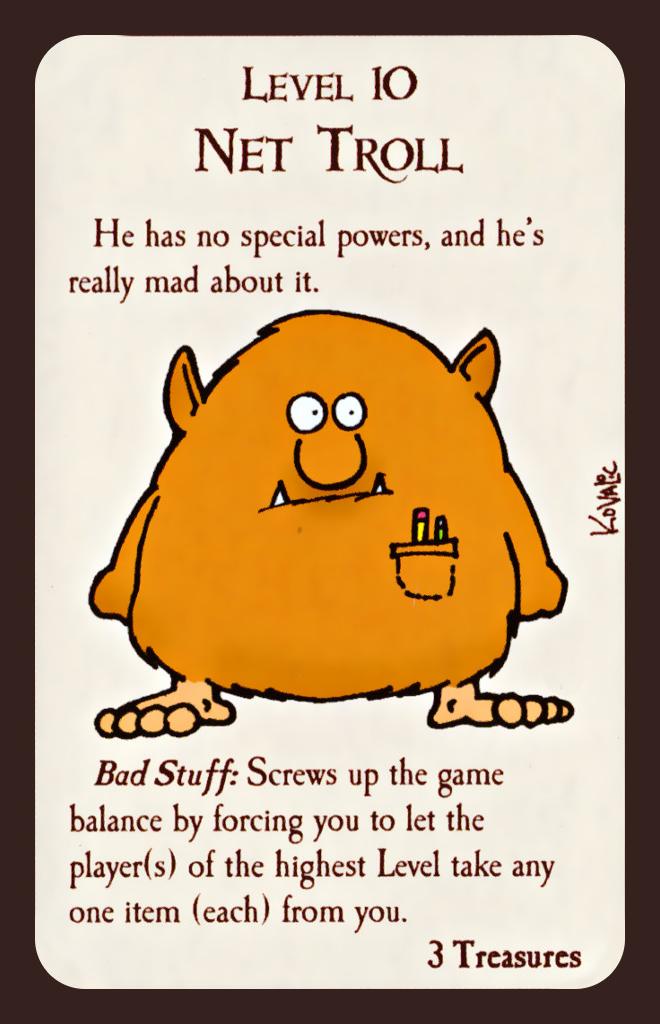 Level 10
Net Troll
He has no special powers, and he's
really mad about it.
Kovalic
Bad Stuff: Screws up the game
balance by forcing you to let the
player(s) of the highest Level take any
one item (each) from you.
3 Treasures